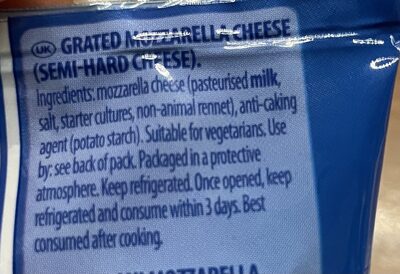 UK GRATED MOZZARELLA CHEESE
(SEMI-HARD CHEESE).
Ingredients: mozzarella cheese (pasteurised milk,
salt, starter cultures, non-animal rennet), anti-caking
agent (potato starch). Suitable for vegetarians. Use
by: see back of pack. Packaged in a protective
atmosphere. Keep refrigerated. Once opened, keep
refrigerated and consume within 3 days. Best
consumed after cooking.
MOZZARELLA